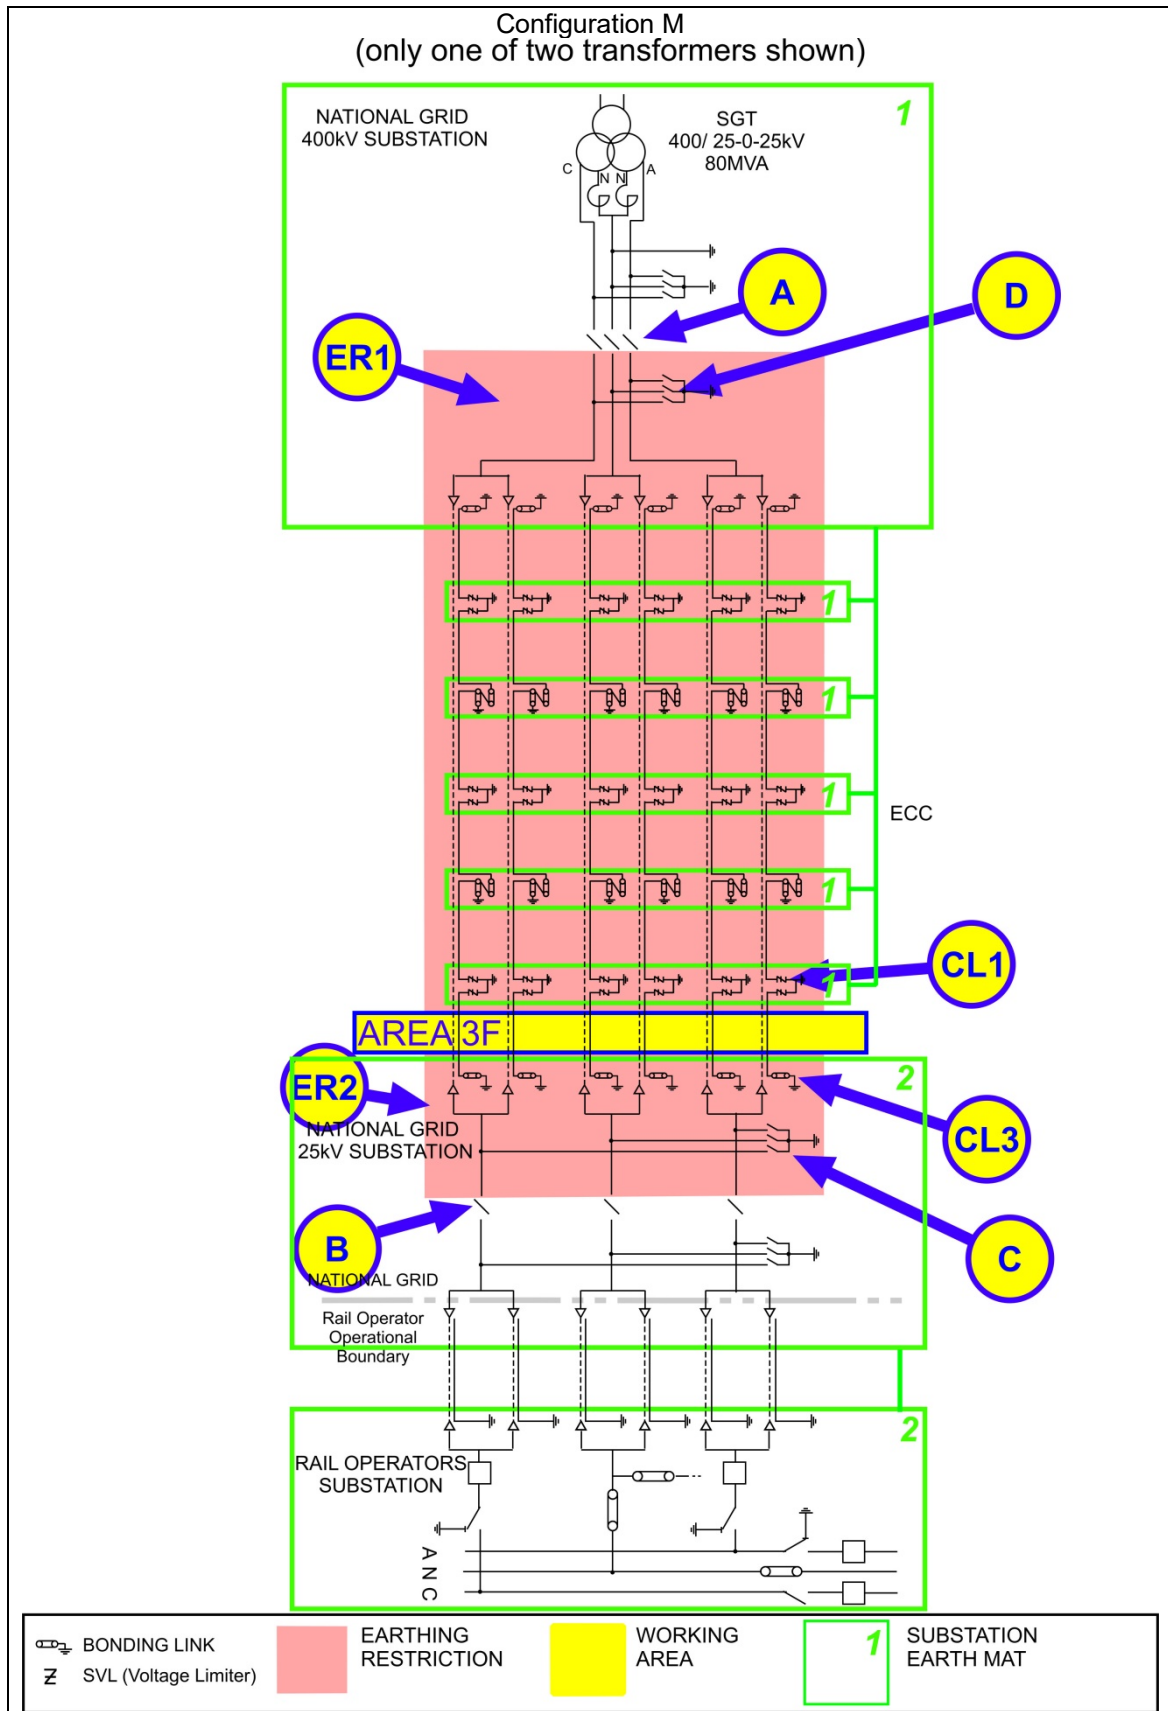 Configuration M
(only one of two transformers shown)
NATIONAL GRID
400kV SUBSTATION
SGT
400/ 25-0-25kV
80MVA
1
C
N N
A
A
D
ER1
1
1
1
ECC
1
CL1
1
AREA 3F
ER2
2
NATIONAL GRID
25kV SUBSTATION
CL3
B
C
NATIONAL GRID
Rail Operator
Operational
Boundary
2
RAIL OPERATORS
SUBSTATION
A
N
C
BONDING LINK
SVL (Voltage Limiter)
EARTHING
RESTRICTION
WORKING
AREA
1
SUBSTATION
EARTH MAT